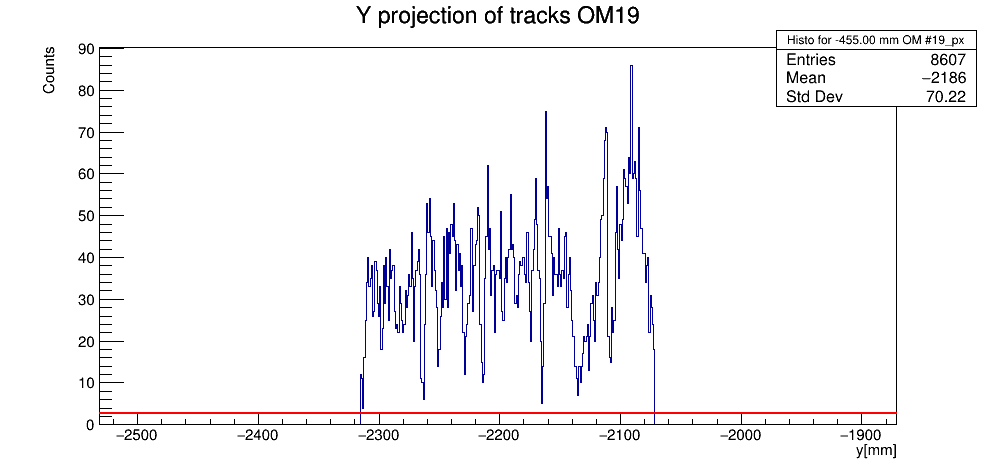 Y projection of tracks OM19
Histo for -455.00 mm OM #19_px
Entries 8607
Mean −2186
Std Dev 70.22
Counts
90
80
70
60
50
40
30
20
10
0
−2500 −2400 −2300 −2200 −2100 −2000 −1900
y[mm]